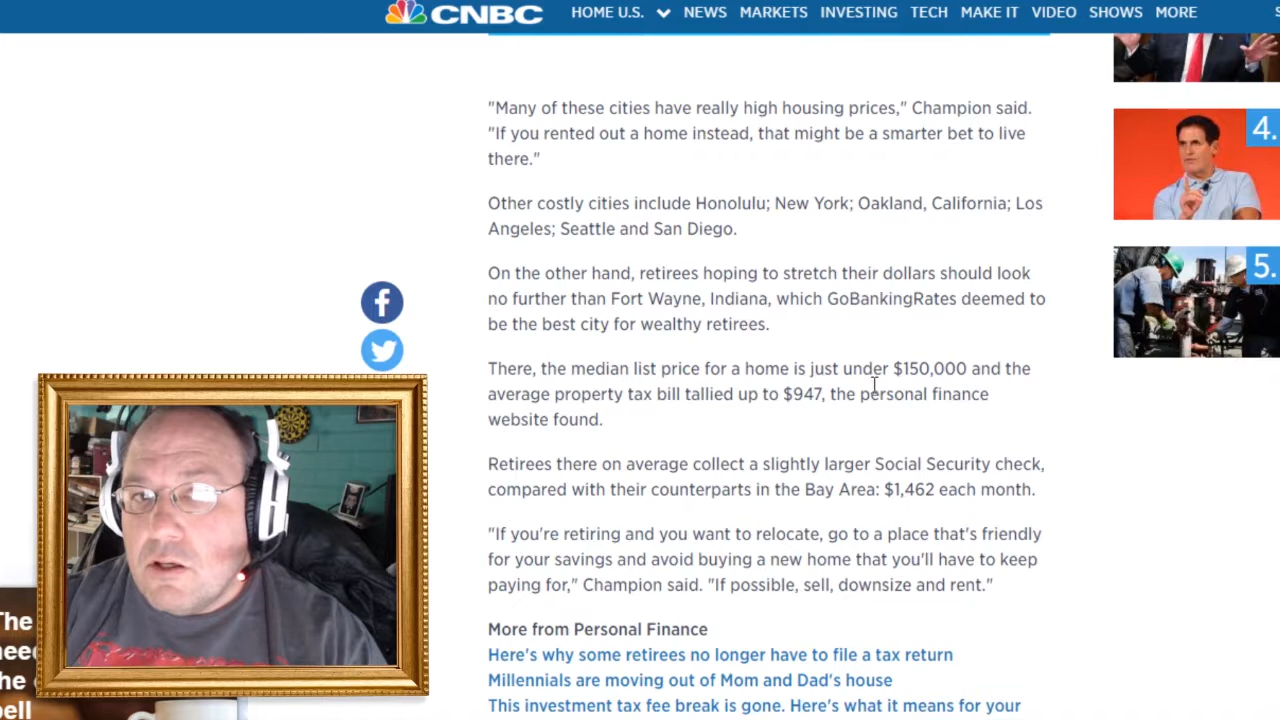 CNBC
HOME U.S. NEWS MARKETS INVESTING TECH MAKE IT VIDEO SHOWS MORE
"Many of these cities have really high housing prices," Champion said.
"If you rented out a home instead, that might be a smarter bet to live
there."
Other costly cities include Honolulu; New York; Oakland, California; Los
Angeles; Seattle and San Diego.
On the other hand, retirees hoping to stretch their dollars should look
no further than Fort Wayne, Indiana, which GoBankingRates deemed to
be the best city for wealthy retirees.
There, the median list price for a home is just under $150,000 and the
average property tax bill tallied up to $947, the personal finance
website found.
Retirees there on average collect a slightly larger Social Security check,
compared with their counterparts in the Bay Area: $1,462 each month.
"If you're retiring and you want to relocate, go to a place that's friendly
for your savings and avoid buying a new home that you'll have to keep
paying for," Champion said. "If possible, sell, downsize and rent."
More from Personal Finance
Here's why some retirees no longer have to file a tax return
Millennials are moving out of Mom and Dad's house
This investment tax fee break is gone. Here's what it means for your
4.
5.
The